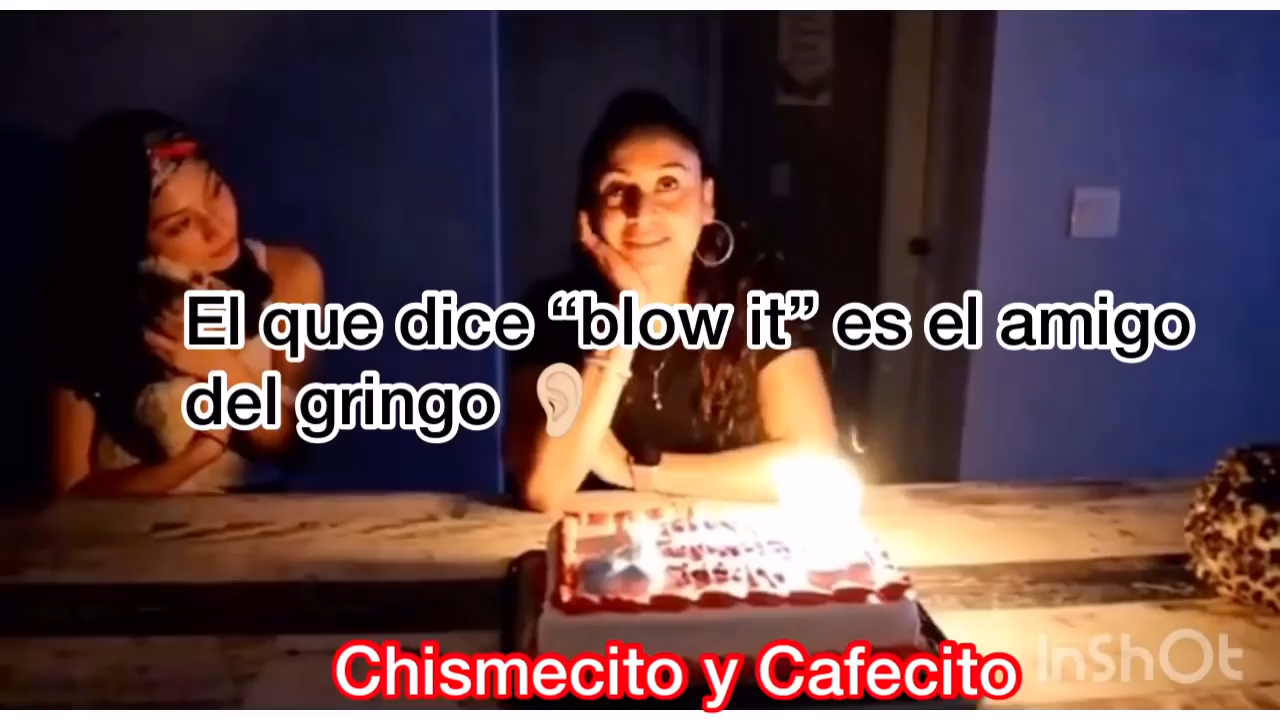 El que dice “blow it” es el amigo
del gringo
Chismecito y Cafecito
InShOt